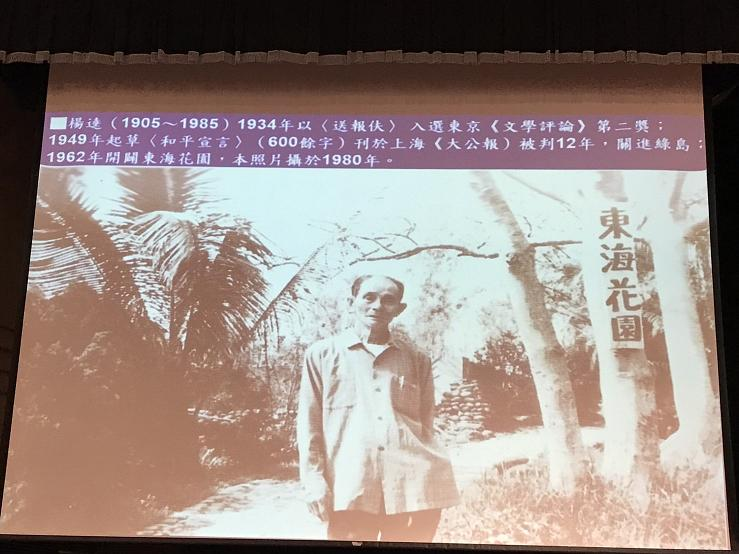 ■楊逵（1905～1985）1934年以〈送報伕〉入選東京《文學評論》第二獎；
1949年起草〈和平宣言〉（600餘字）刊於上海《大公報》被判12年，關進綠島；
1962年開闢東海花園，本照片攝於1980年。
東海花園